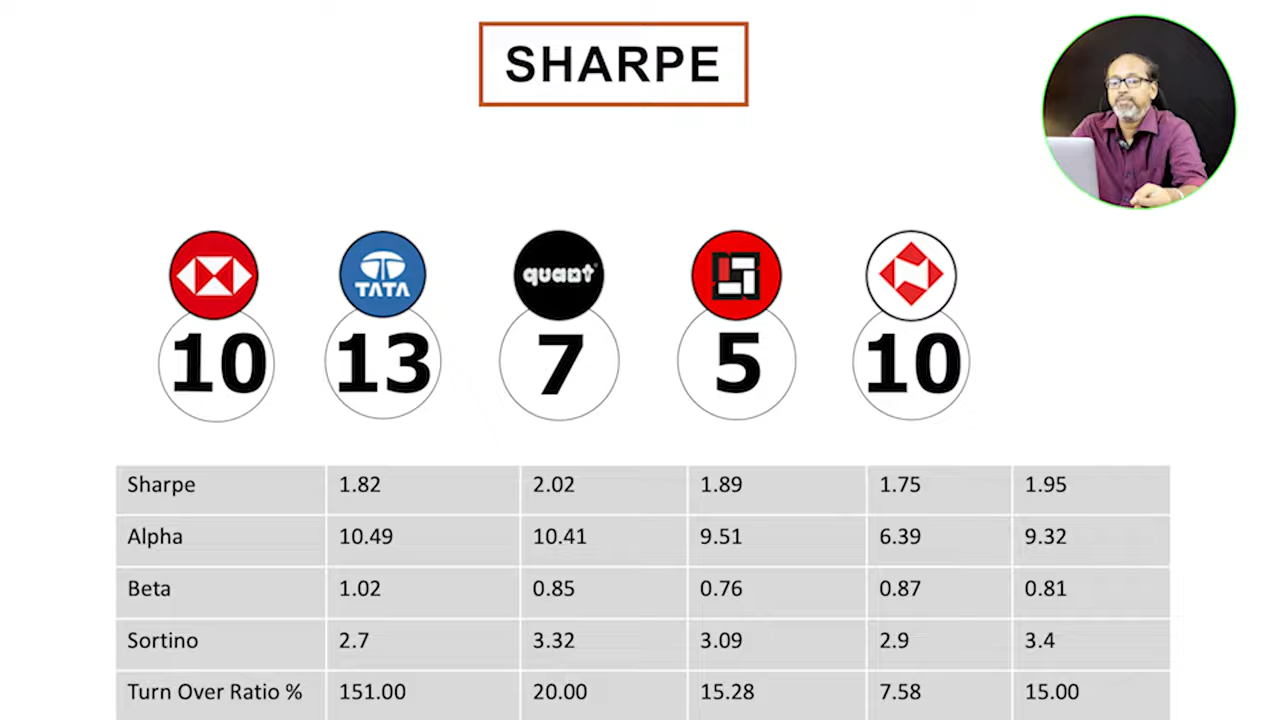 SHARPE
TATA
quant
10 13 7 5 10
Sharpe 1.82 2.02 1.89 1.75 1.95
Alpha 10.49 10.41 9.51 6.39 9.32
Beta 1.02 0.85 0.76 0.87 0.81
Sortino 2.7 3.32 3.09 2.9 3.4
Turn Over Ratio % 151.00 20.00 15.28 7.58 15.00